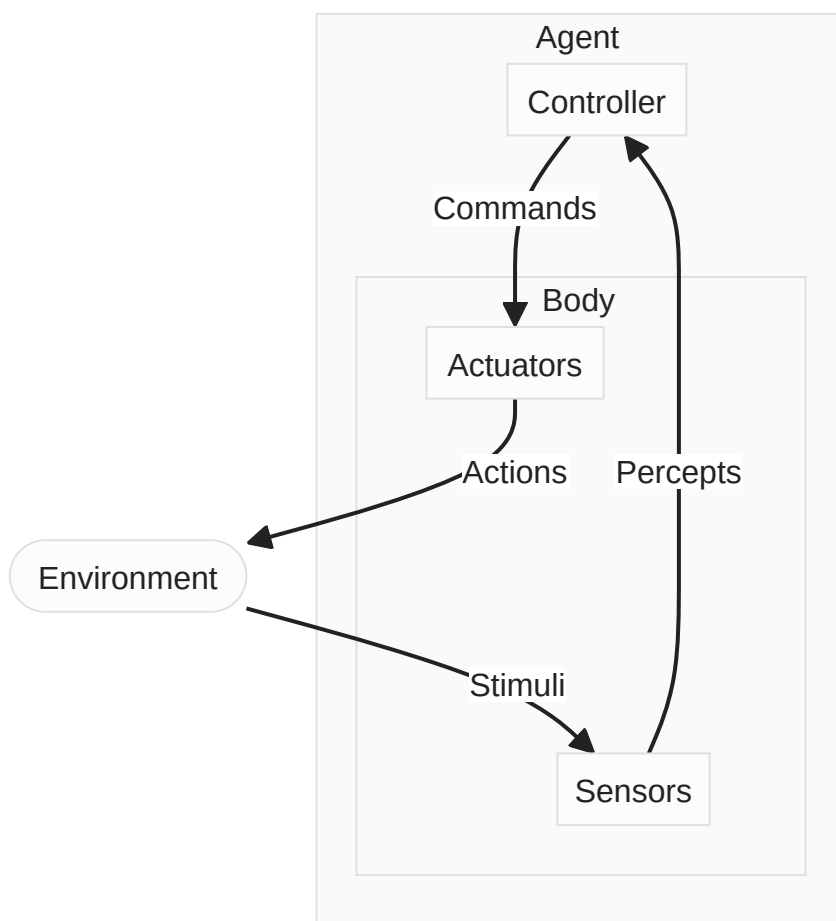 Agent
Controller
Commands
Body
Actuators
Actions
Percepts
Environment
Stimuli
Sensors